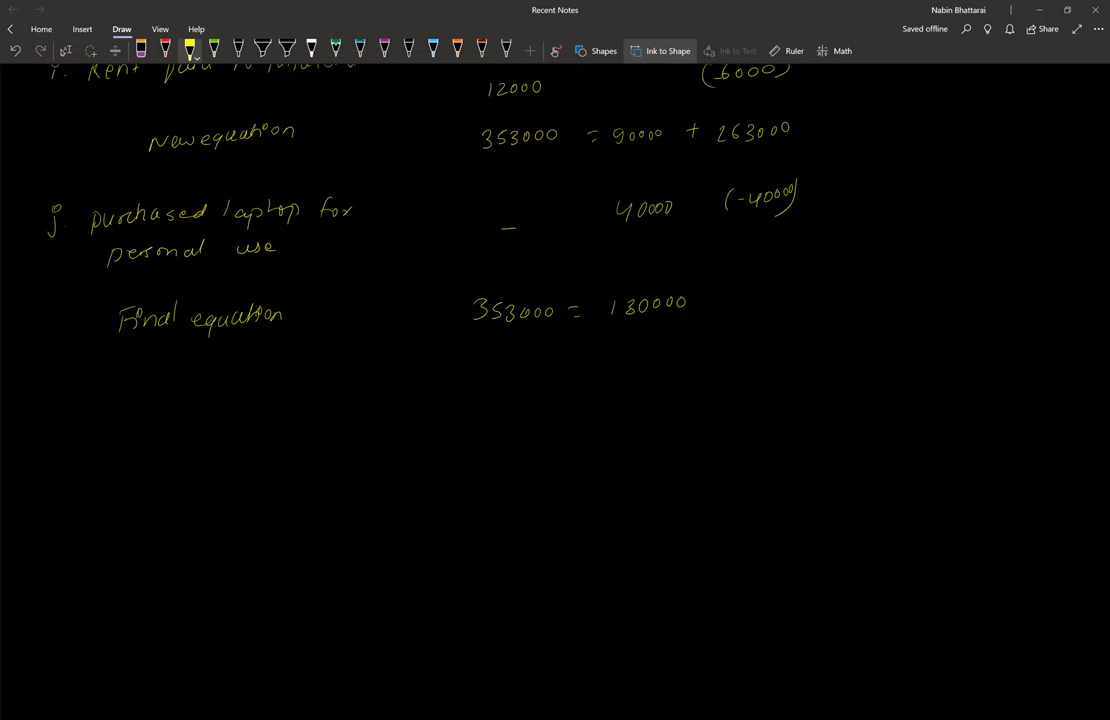 Recent Notes
Nabin Bhattarai
Home Insert Draw View Help
Saved offline
Share
Shapes Ink to Shape Ink to Text Ruler Math
i. Rent
12000 (-6000)
New equation 353000 = 90000 + 263000
j. purchased laptop for 40000 (-40000)
personal use -
Final equation 353000 = 130000